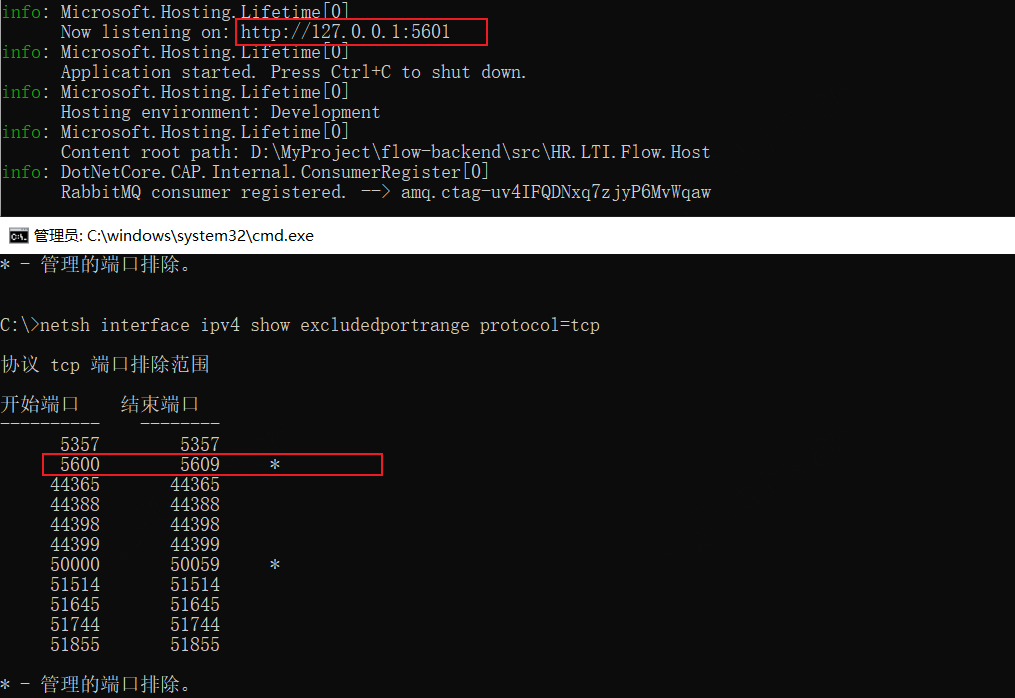 info: Microsoft.Hosting.Lifetime[0]
Now listening on: http://127.0.0.1:5601
info: Microsoft.Hosting.Lifetime[0]
Application started. Press Ctrl+C to shut down.
info: Microsoft.Hosting.Lifetime[0]
Hosting environment: Development
info: Microsoft.Hosting.Lifetime[0]
Content root path: D:\MyProject\flow-backend\src\HR.LTI.Flow.Host
info: DotNetCore.CAP.Internal.ConsumerRegister[0]
RabbitMQ consumer registered. --> amq.ctag-uv4IFQDNxq7zjyP6MvWqaw
管理员: C:\windows\system32\cmd.exe
* - 管理的端口排除。
C:\>netsh interface ipv4 show excludedportrange protocol=tcp
协议 tcp 端口排除范围
开始端口    结束端口
----------    --------
5357        5357
5600        5609     *
44365       44365
44388       44388
44398       44398
44399       44399
50000       50059     *
51514       51514
51645       51645
51744       51744
51855       51855
* - 管理的端口排除。